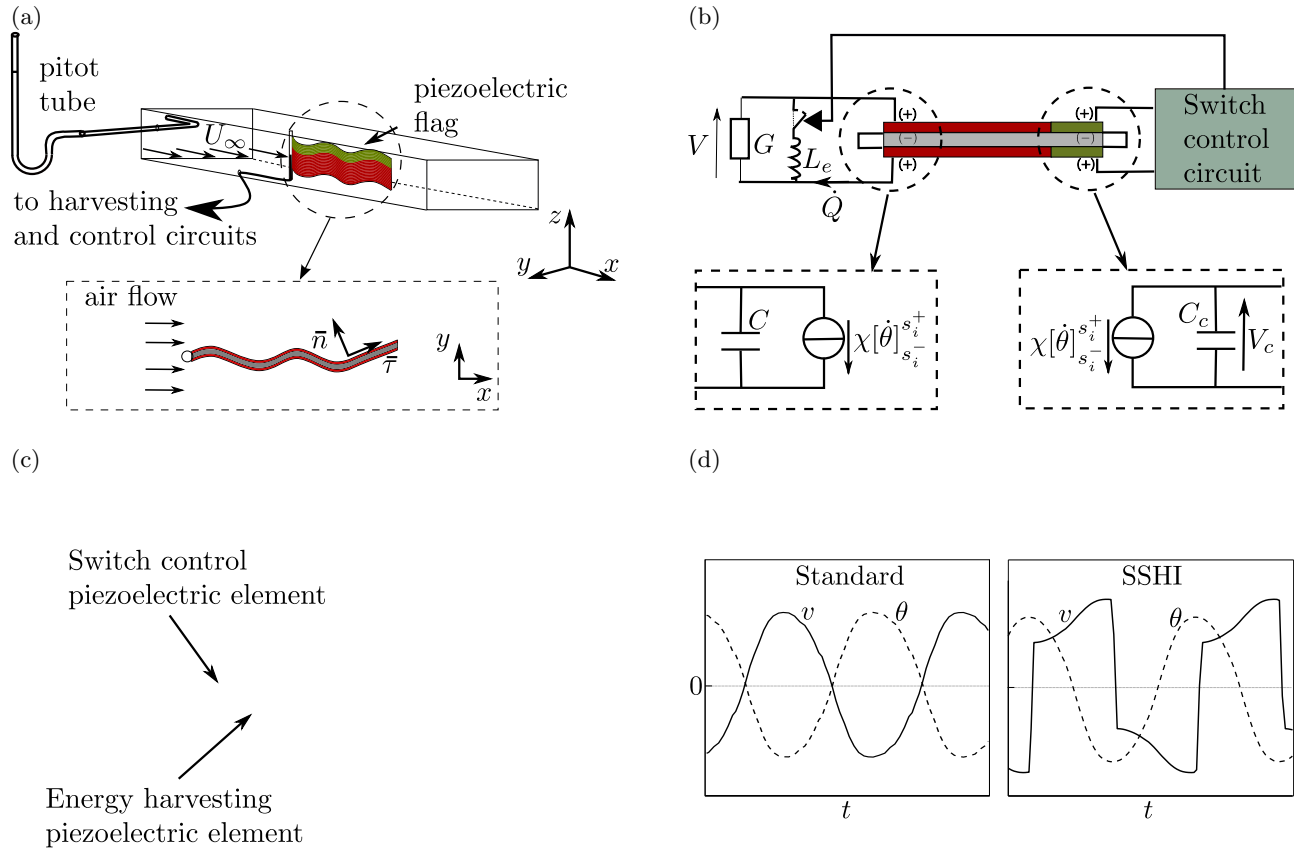 (a)
pitot
tube
piezoelectric
flag
U∞
to harvesting
and control circuits
z
y
x
air flow
n̄
τ̄
y
x
(b)
V
G
L_e
Q̇
(+)
(−)
(+)
(+)
(−)
(+)
Switch
control
circuit
C
χ[θ̇]^{s_i^+}_{s_i^-}
χ[θ̇]^{s_i^+}_{s_i^-}
C_c
V_c
(c)
Switch control
piezoelectric element
Energy harvesting
piezoelectric element
(d)
Standard
v
θ
0
t
SSHI
v
θ
t